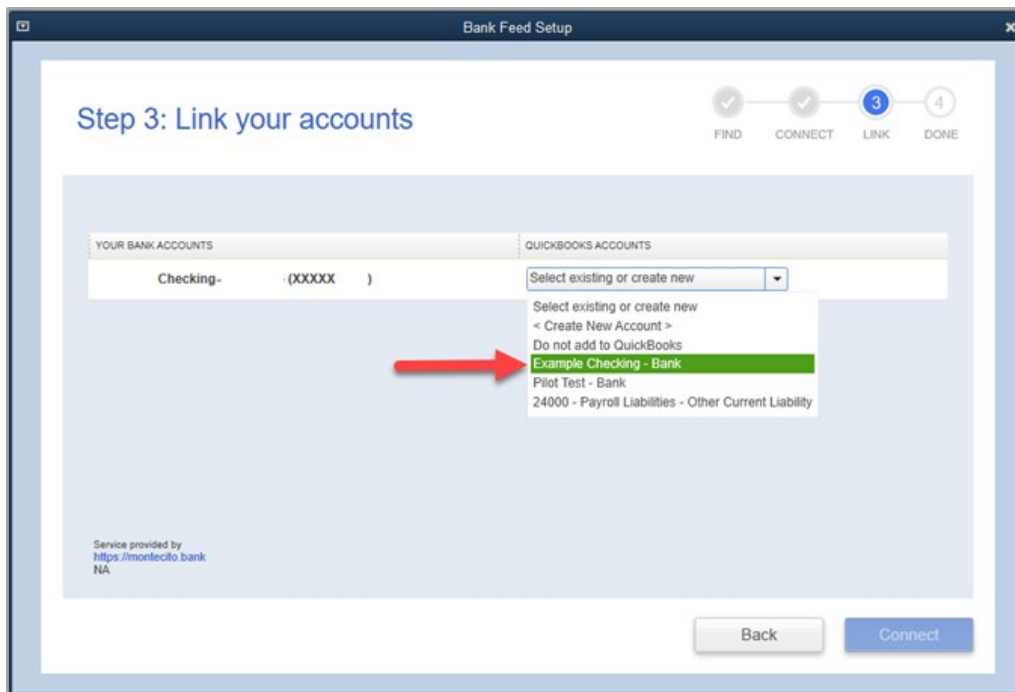 Bank Feed Setup
Step 3: Link your accounts
3
4
FIND CONNECT LINK DONE
YOUR BANK ACCOUNTS QUICKBOOKS ACCOUNTS
Checking- (XXXXX ) Select existing or create new
Select existing or create new
< Create New Account >
Do not add to QuickBooks
Example Checking - Bank
Pilot Test - Bank
24000 - Payroll Liabilities - Other Current Liability
Service provided by
https://montecito.bank
NA
Back Connect